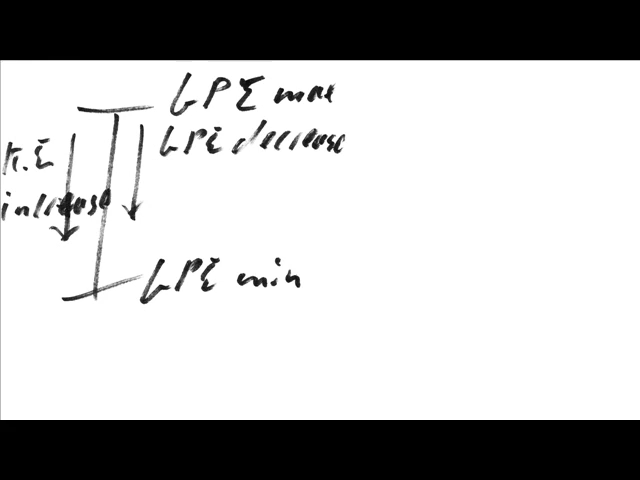 GPE max
GPE decrease
K.E
increase
GPE min